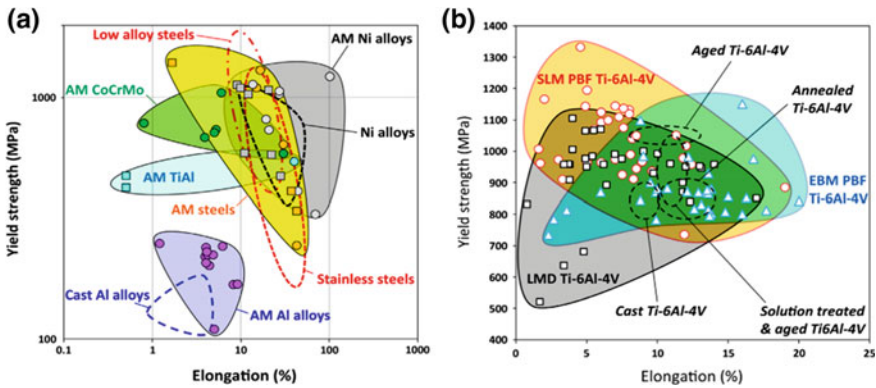 (a)
Low alloy steels
AM Ni alloys
AM CoCrMo
Ni alloys
AM TiAl
AM steels
Stainless steels
Cast Al alloys
AM Al alloys
Yield strength (MPa)
1000
100
0.1
1
10
100
1000
Elongation (%)
(b)
Aged Ti-6Al-4V
SLM PBF Ti-6Al-4V
Annealed
Ti-6Al-4V
EBM PBF
Ti-6Al-4V
LMD Ti-6Al-4V
Cast Ti-6Al-4V
Solution treated
& aged Ti6Al-4V
Yield strength (MPa)
1400
1300
1200
1100
1000
900
800
700
600
500
400
0
5
10
15
20
25
Elongation (%)